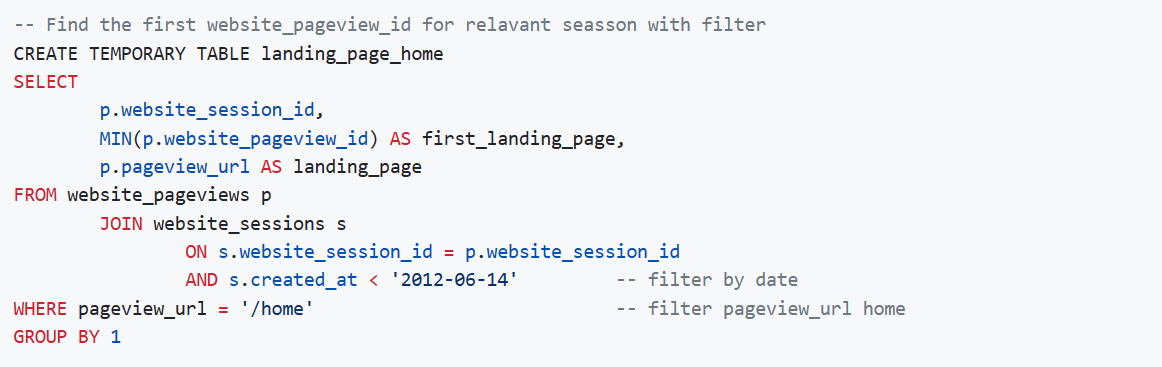 -- Find the first website_pageview_id for relavant seasson with filter
CREATE TEMPORARY TABLE landing_page_home
SELECT
p.website_session_id,
MIN(p.website_pageview_id) AS first_landing_page,
p.pageview_url AS landing_page
FROM website_pageviews p
JOIN website_sessions s
ON s.website_session_id = p.website_session_id
AND s.created_at < '2012-06-14' -- filter by date
WHERE pageview_url = '/home' -- filter pageview_url home
GROUP BY 1